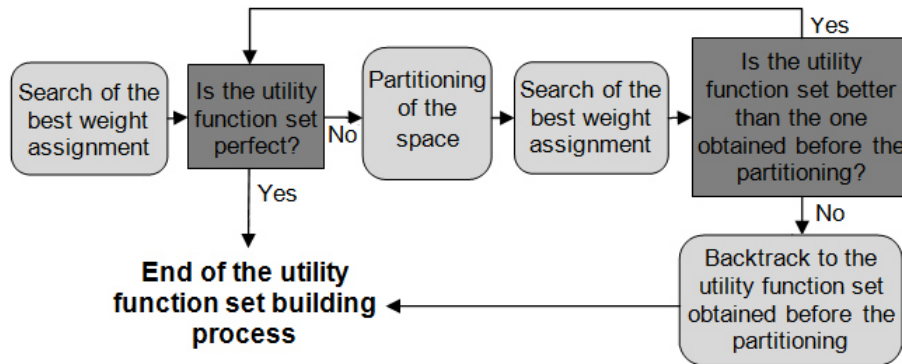 Search of the
best weight
assignment
Is the utility
function set
perfect?
No
Yes
Partitioning
of the
space
Search of the
best weight
assignment
Yes
Is the utility
function set better
than the one
obtained before the
partitioning?
No
Backtrack to the
utility function set
obtained before the
partitioning
End of the utility
function set building
process